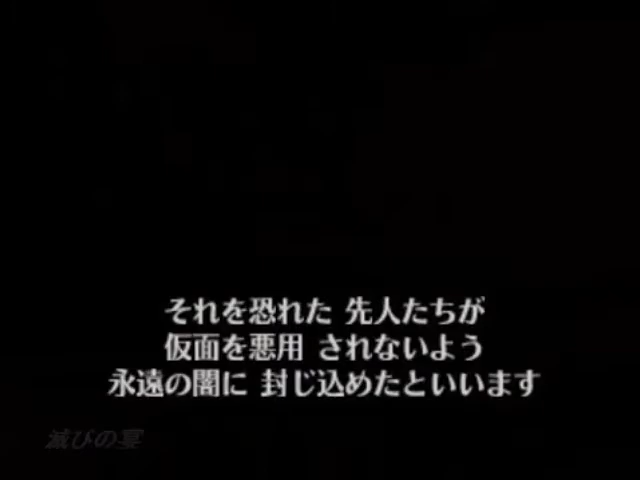 それを恐れた 先人たちが
仮面を悪用 されないよう
永遠の闇に 封じ込めたといいます
滅びの宴